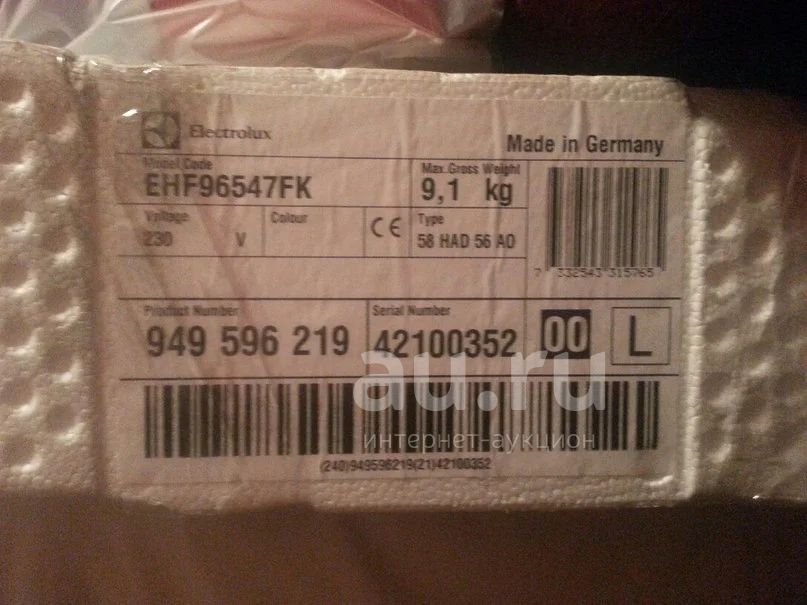 Electrolux
Made in Germany
Model Code
EHF96547FK
Max.Gross Weight
9,1 kg
Voltage
230 V
Colour
CE
Type
58 HAD 56 AO
7 332543 315765
Product Number
949 596 219
Serial Number
42100352
00
L
au.ru
интернет-аукцион
(240)949596219(21)42100352